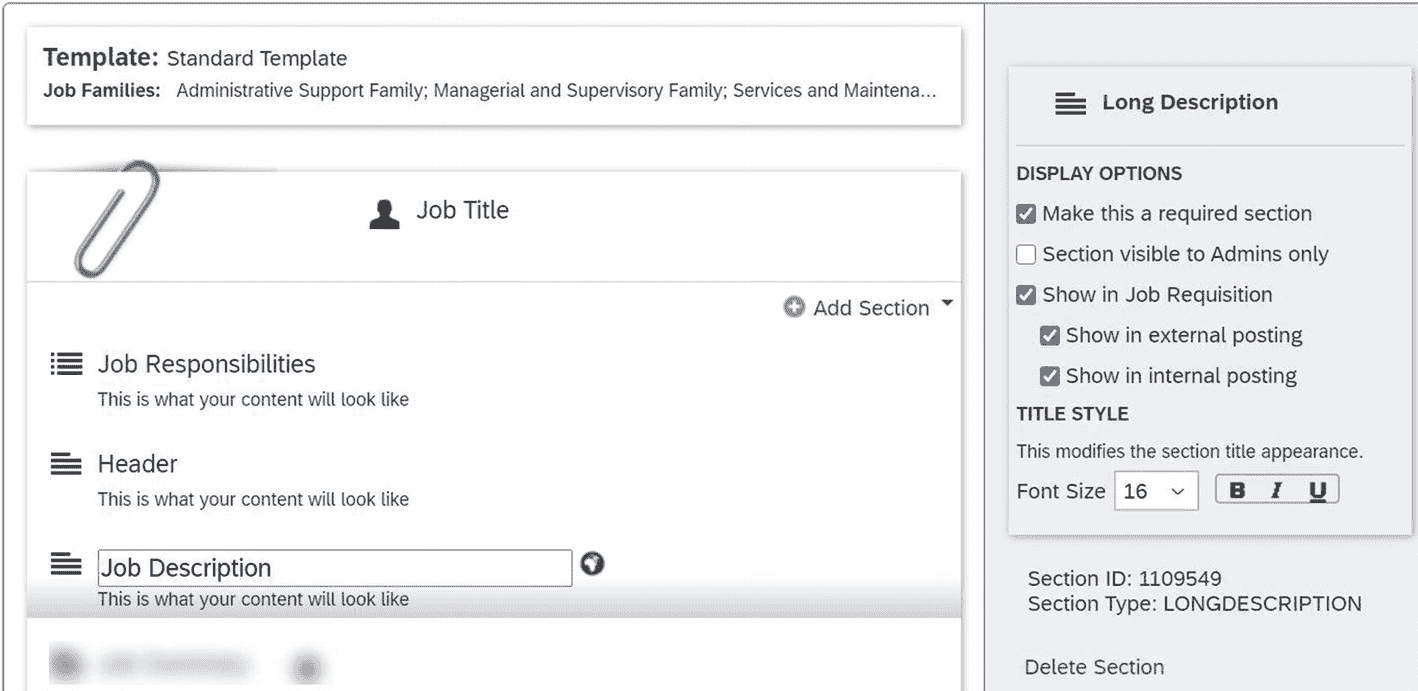 Template: Standard Template
Job Families: Administrative Support Family; Managerial and Supervisory Family; Services and Maintena...
Job Title
Add Section
Job Responsibilities
This is what your content will look like
Header
This is what your content will look like
Job Description
This is what your content will look like
Long Description
DISPLAY OPTIONS
Make this a required section
Section visible to Admins only
Show in Job Requisition
Show in external posting
Show in internal posting
TITLE STYLE
This modifies the section title appearance.
Font Size 16 B I U
Section ID: 1109549
Section Type: LONGDESCRIPTION
Delete Section